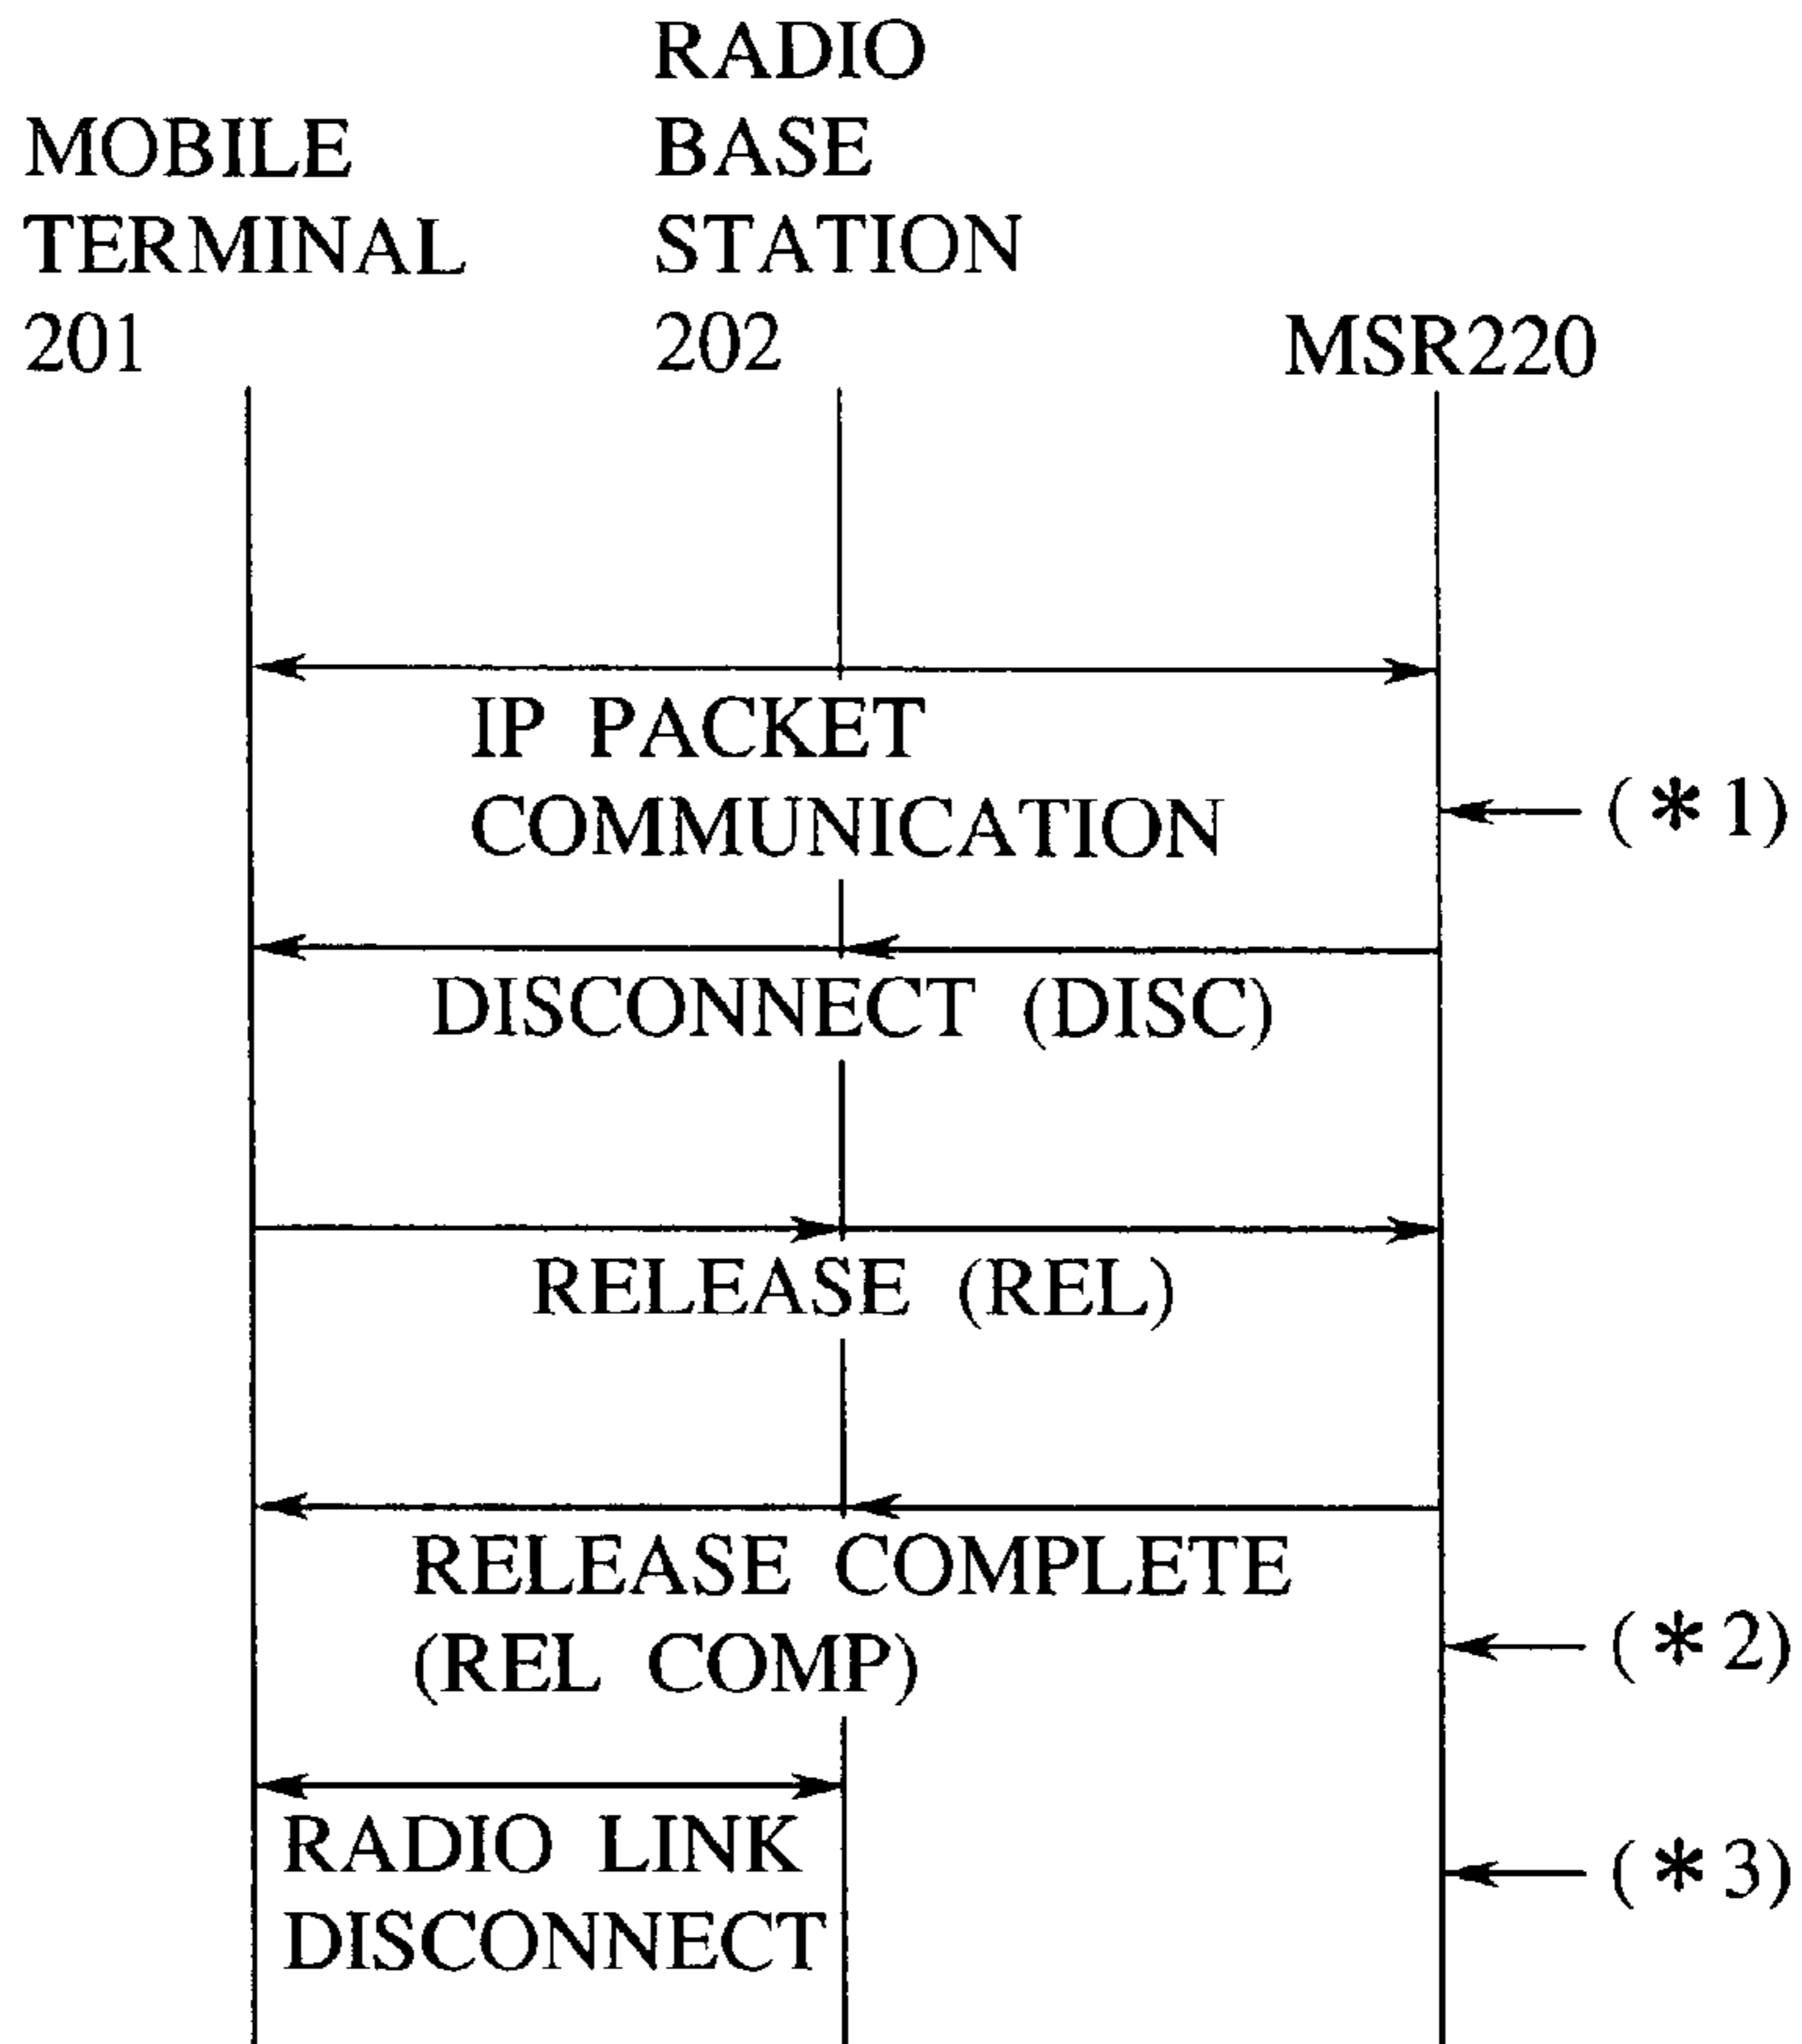 MOBILE
TERMINAL
201
RADIO
BASE
STATION
202
MSR220
IP PACKET
COMMUNICATION
(*1)
DISCONNECT (DISC)
RELEASE (REL)
RELEASE COMPLETE
(REL COMP)
(*2)
RADIO LINK
DISCONNECT
(*3)